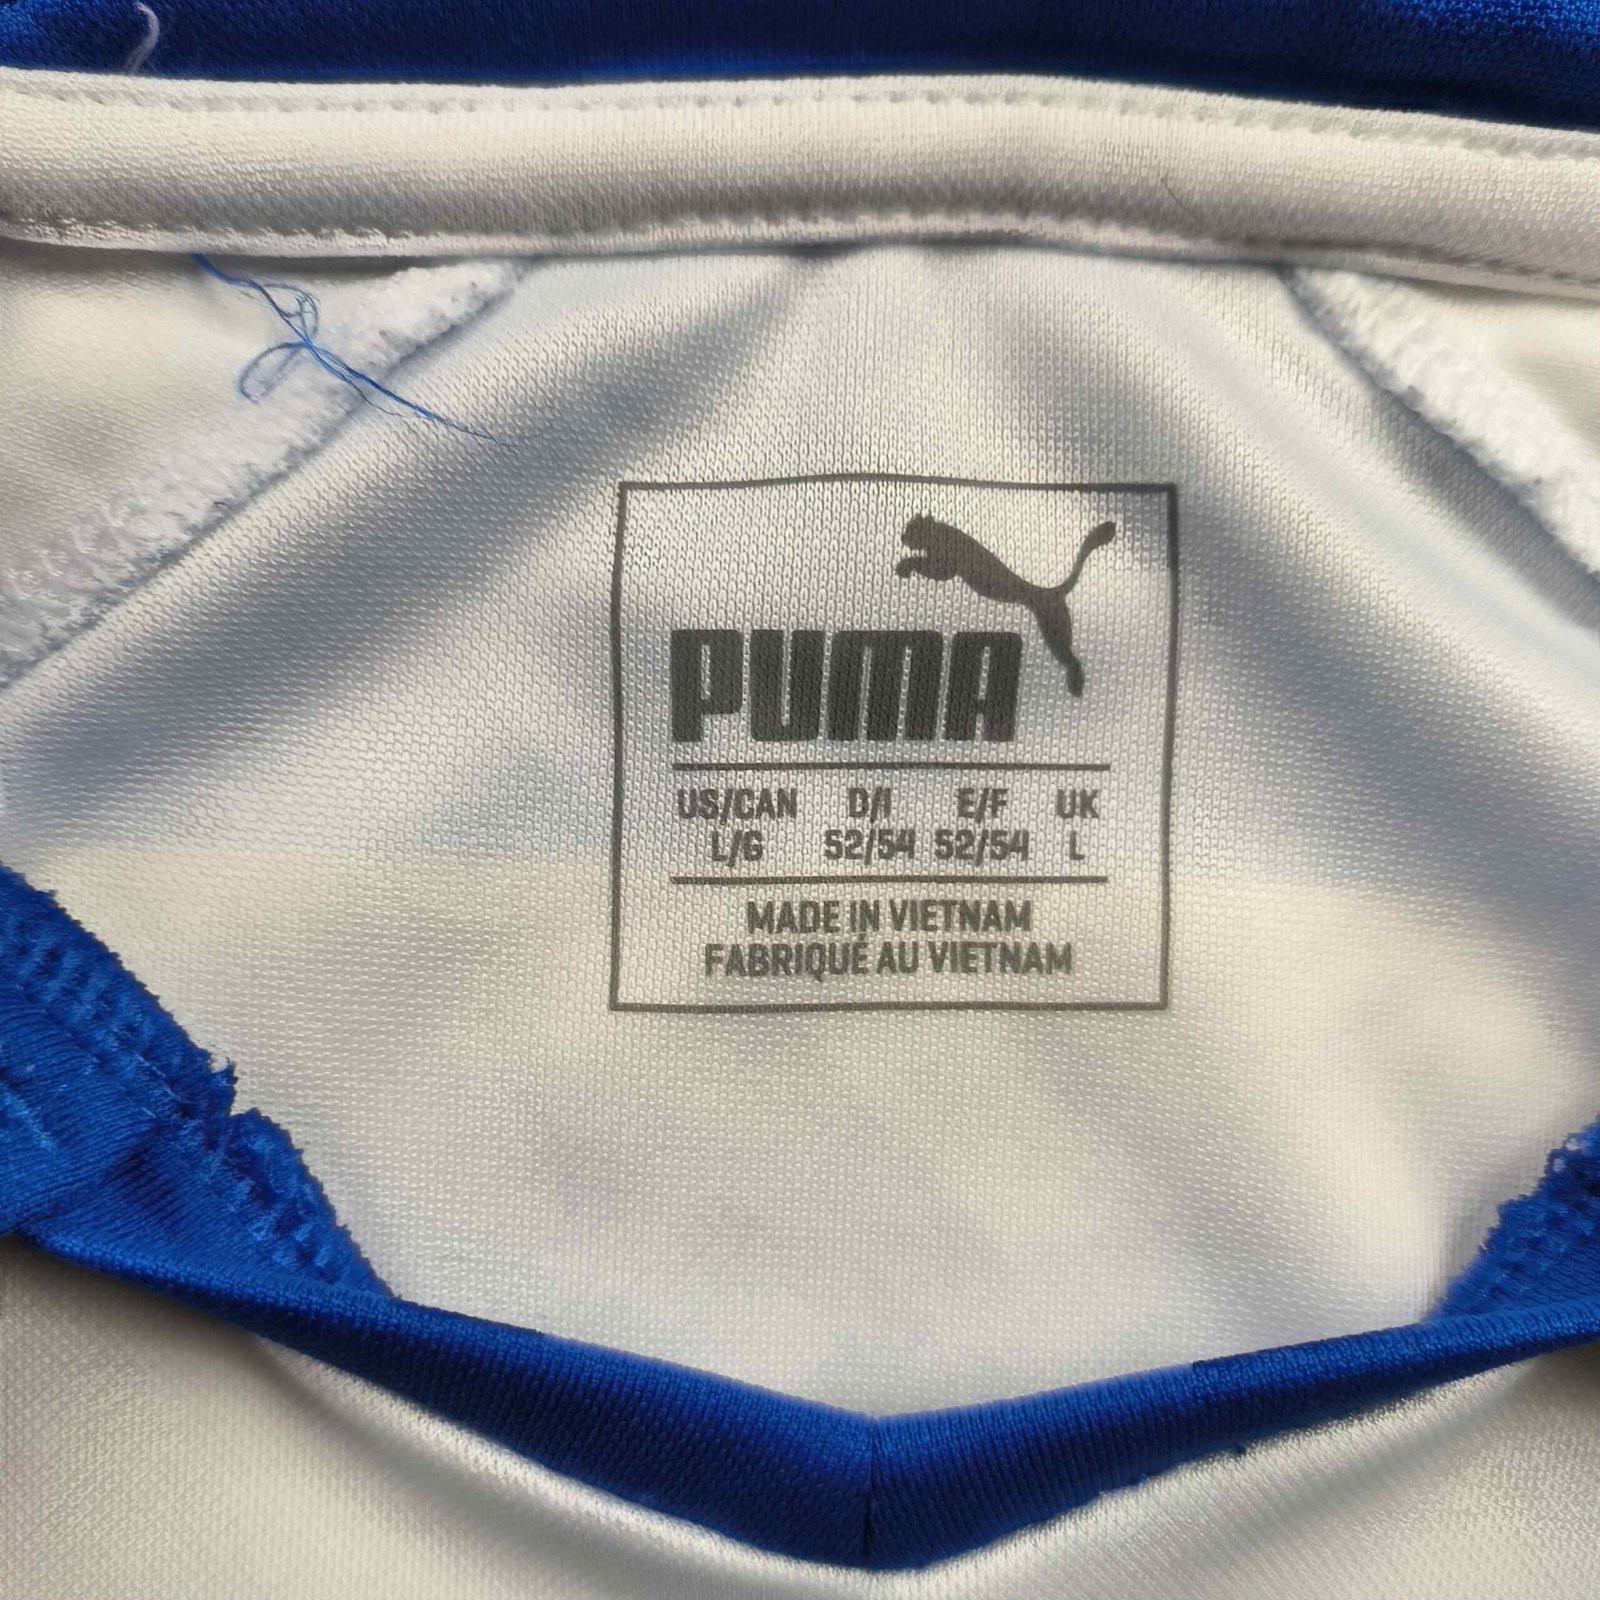 PUMA
US/CAN D/I E/F UK
L/G 52/54 52/54 L
MADE IN VIETNAM
FABRIQUÉ AU VIETNAM